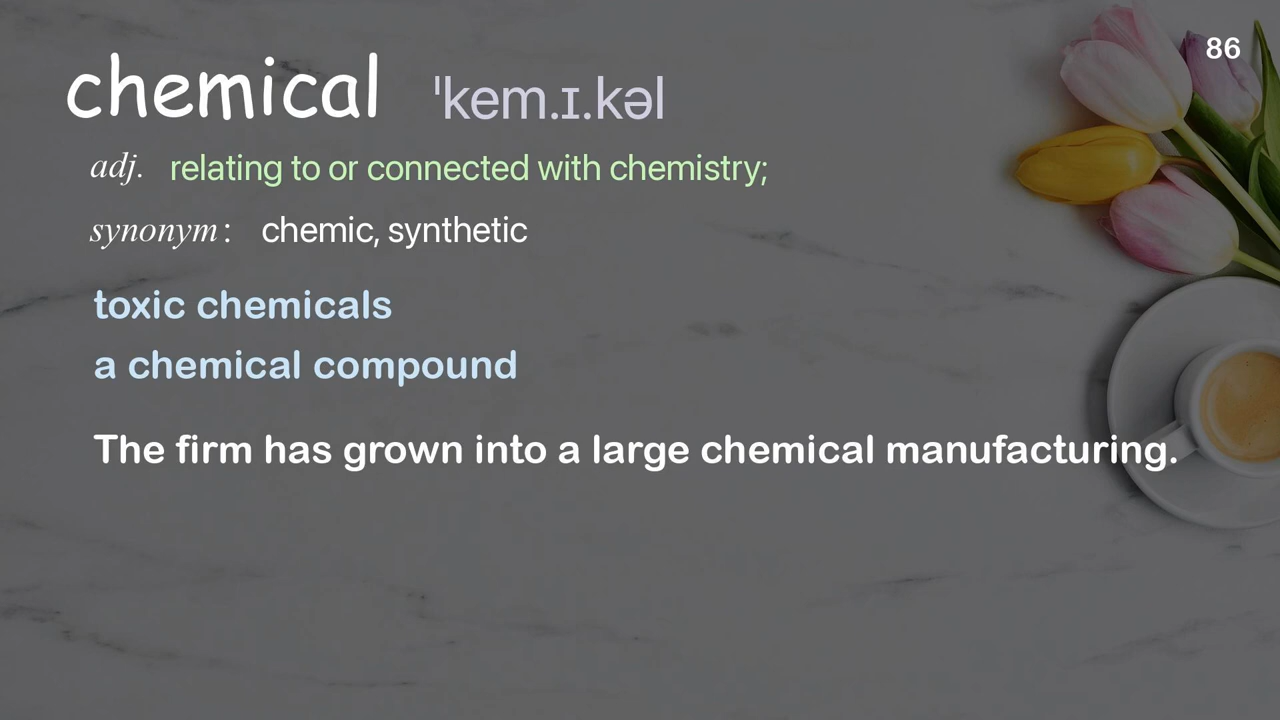 86
chemical ˈkem.ɪ.kəl
adj. relating to or connected with chemistry;
synonym : chemic, synthetic
toxic chemicals
a chemical compound
The firm has grown into a large chemical manufacturing.